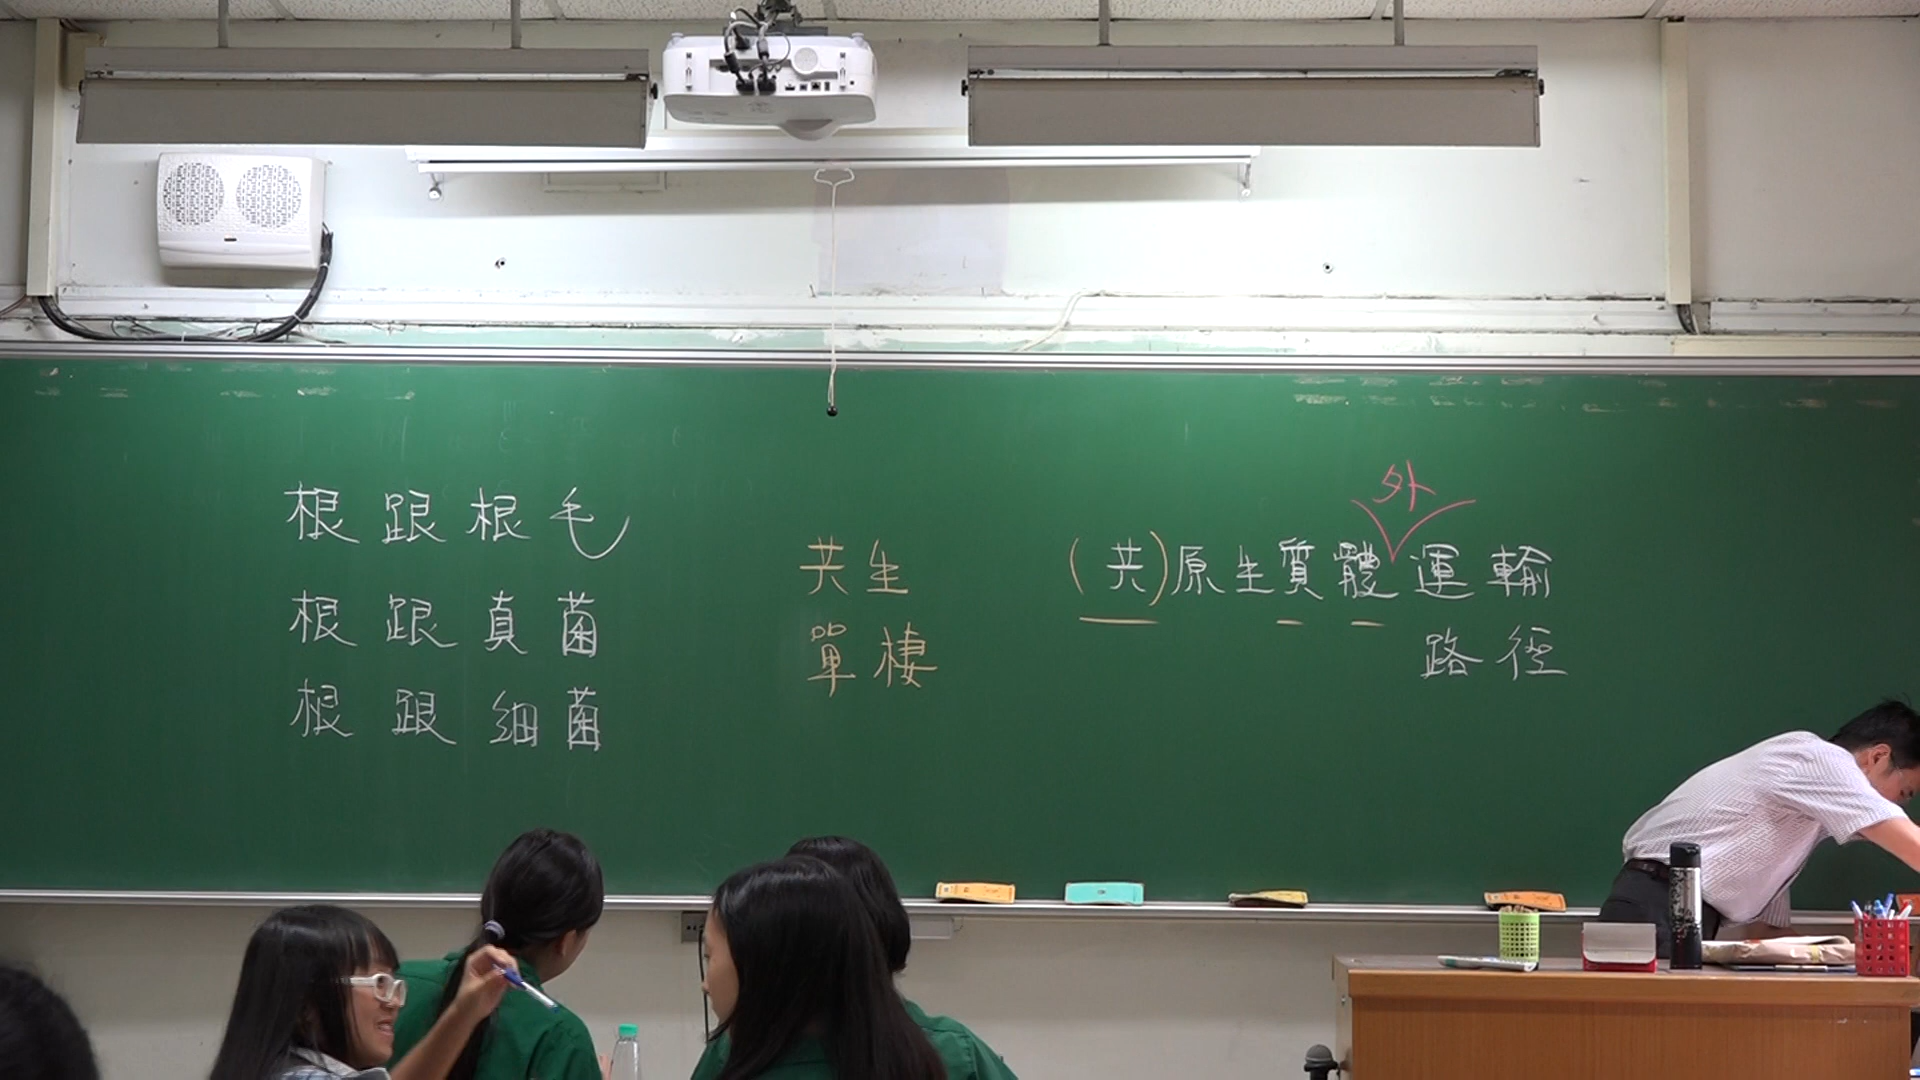 根跟根毛
根跟真菌
根跟細菌
共生
單棲
外
(共)原生質體運輸
路徑